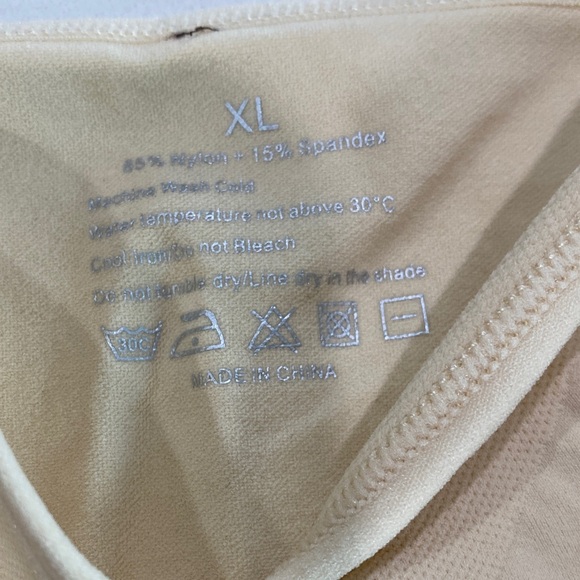 XL
85% Nylon + 15% Spandex
Machine Wash Cold
Water temperature not above 30°C
Cool Iron/Do not Bleach
Do not tumble dry/Line dry in the shade
30C
MADE IN CHINA